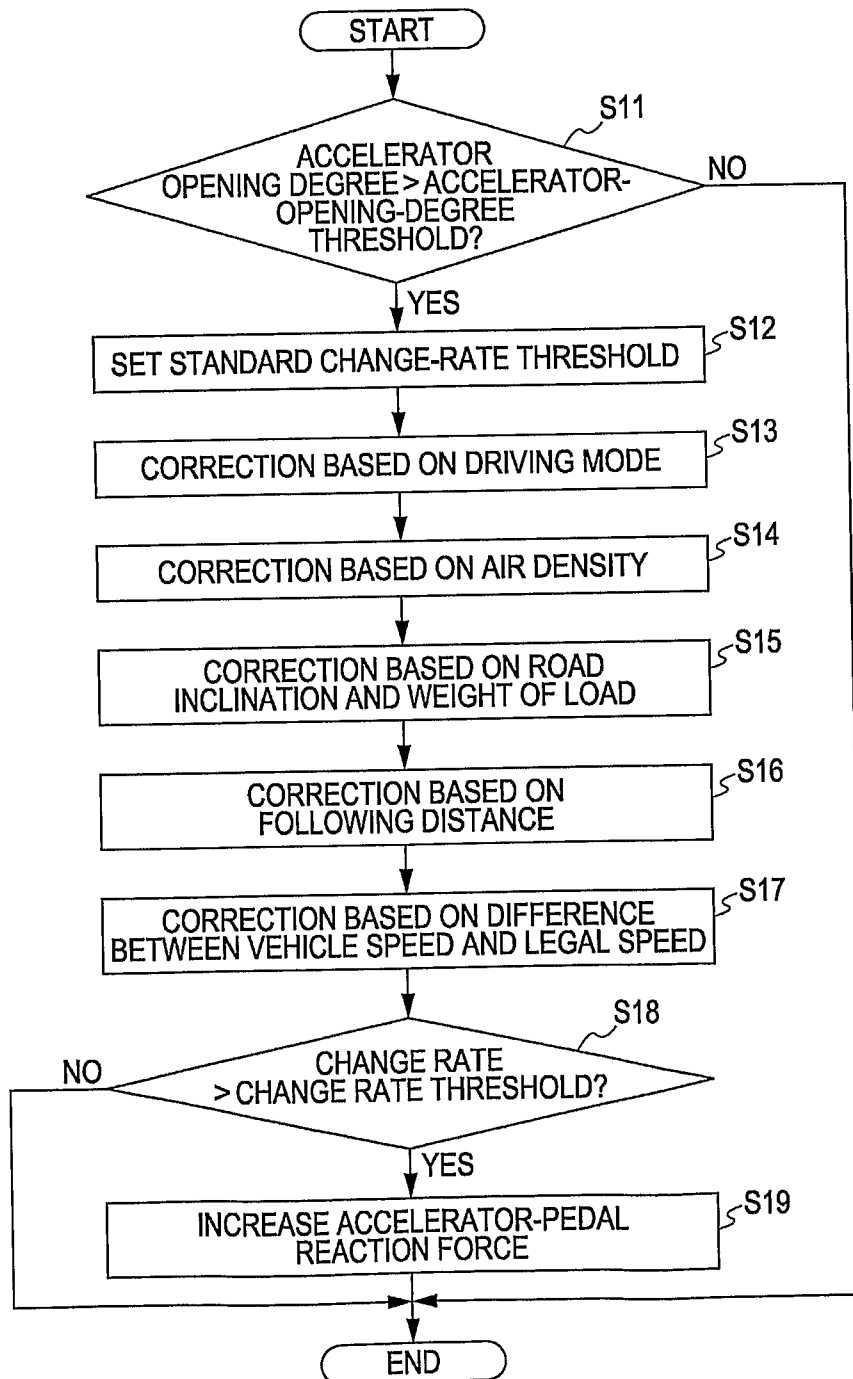 START
S11
ACCELERATOR
OPENING DEGREE > ACCELERATOR-
OPENING-DEGREE
THRESHOLD?
NO
YES
S12
SET STANDARD CHANGE-RATE THRESHOLD
S13
CORRECTION BASED ON DRIVING MODE
S14
CORRECTION BASED ON AIR DENSITY
S15
CORRECTION BASED ON ROAD
INCLINATION AND WEIGHT OF LOAD
S16
CORRECTION BASED ON
FOLLOWING DISTANCE
S17
CORRECTION BASED ON DIFFERENCE
BETWEEN VEHICLE SPEED AND LEGAL SPEED
S18
NO
CHANGE RATE
> CHANGE RATE THRESHOLD?
YES
S19
INCREASE ACCELERATOR-PEDAL
REACTION FORCE
END